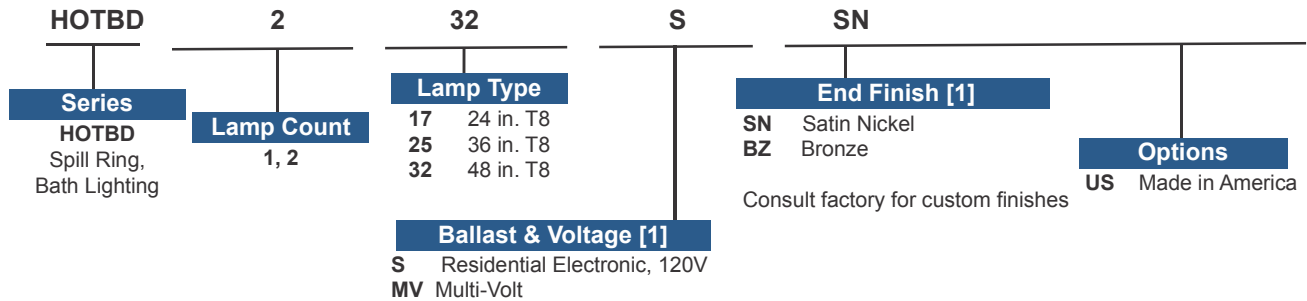 HOTBD 2 32 S SN
Series
HOTBD
Spill Ring,
Bath Lighting
Lamp Count
1, 2
Lamp Type
17 24 in. T8
25 36 in. T8
32 48 in. T8
Ballast & Voltage [1]
S Residential Electronic, 120V
MV Multi-Volt
End Finish [1]
SN Satin Nickel
BZ Bronze
Consult factory for custom finishes
Options
US Made in America